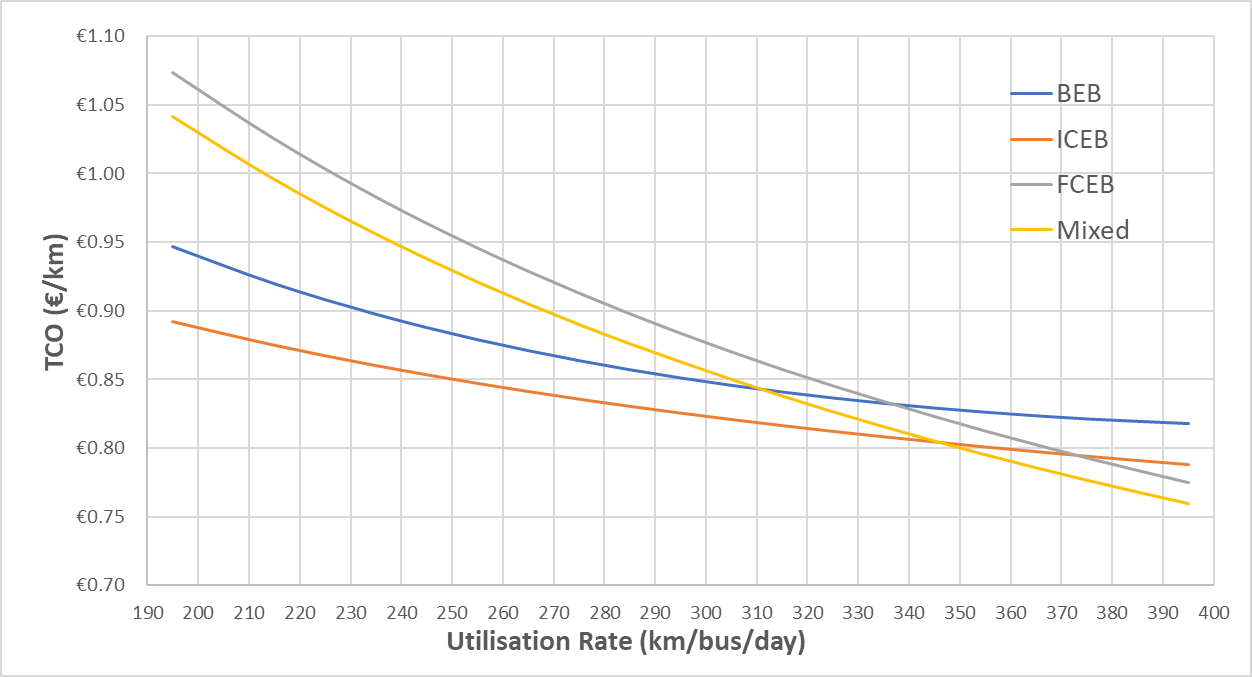 €1.10
€1.05
€1.00
€0.95
€0.90
€0.85
€0.80
€0.75
€0.70
TCO (€/km)
BEB
ICEB
FCEB
Mixed
190 200 210 220 230 240 250 260 270 280 290 300 310 320 330 340 350 360 370 380 390 400
Utilisation Rate (km/bus/day)